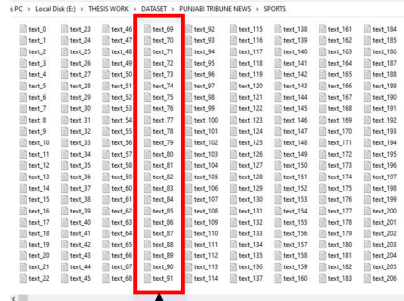 s PC > Local Disk (E:) > THESIS WORK > DATASET > PUNJABI TRIBUNE NEWS > SPORTS
text_0 text_23 text_46 text_69 text_92 text_115 text_138 text_161 text_184
text_1 text_24 text_47 text_70 text_93 text_116 text_139 text_162 text_185
text_2 text_25 text_48 text_71 text_94 text_117 text_140 text_163 text_186
text_3 text_26 text_49 text_72 text_95 text_118 text_141 text_164 text_187
text_4 text_27 text_50 text_73 text_96 text_119 text_142 text_165 text_188
text_5 text_28 text_51 text_74 text_97 text_120 text_143 text_166 text_189
text_6 text_29 text_52 text_75 text_98 text_121 text_144 text_167 text_190
text_7 text_30 text_53 text_76 text_99 text_122 text_145 text_168 text_191
text_8 text_31 text_54 text_77 text_100 text_123 text_146 text_169 text_192
text_9 text_32 text_55 text_78 text_101 text_124 text_147 text_170 text_193
text_10 text_33 text_56 text_79 text_102 text_125 text_148 text_171 text_194
text_11 text_34 text_57 text_80 text_103 text_126 text_149 text_172 text_195
text_12 text_35 text_58 text_81 text_104 text_127 text_150 text_173 text_196
text_13 text_36 text_59 text_82 text_105 text_128 text_151 text_174 text_197
text_14 text_37 text_60 text_83 text_106 text_129 text_152 text_175 text_198
text_15 text_38 text_61 text_84 text_107 text_130 text_153 text_176 text_199
text_16 text_39 text_62 text_85 text_108 text_131 text_154 text_177 text_200
text_17 text_40 text_63 text_86 text_109 text_132 text_155 text_178 text_201
text_18 text_41 text_64 text_87 text_110 text_133 text_156 text_179 text_202
text_19 text_42 text_65 text_88 text_111 text_134 text_157 text_180 text_203
text_20 text_43 text_66 text_89 text_112 text_135 text_158 text_181 text_204
text_21 text_44 text_67 text_90 text_113 text_136 text_159 text_182 text_205
text_22 text_45 text_68 text_91 text_114 text_137 text_160 text_183 text_206